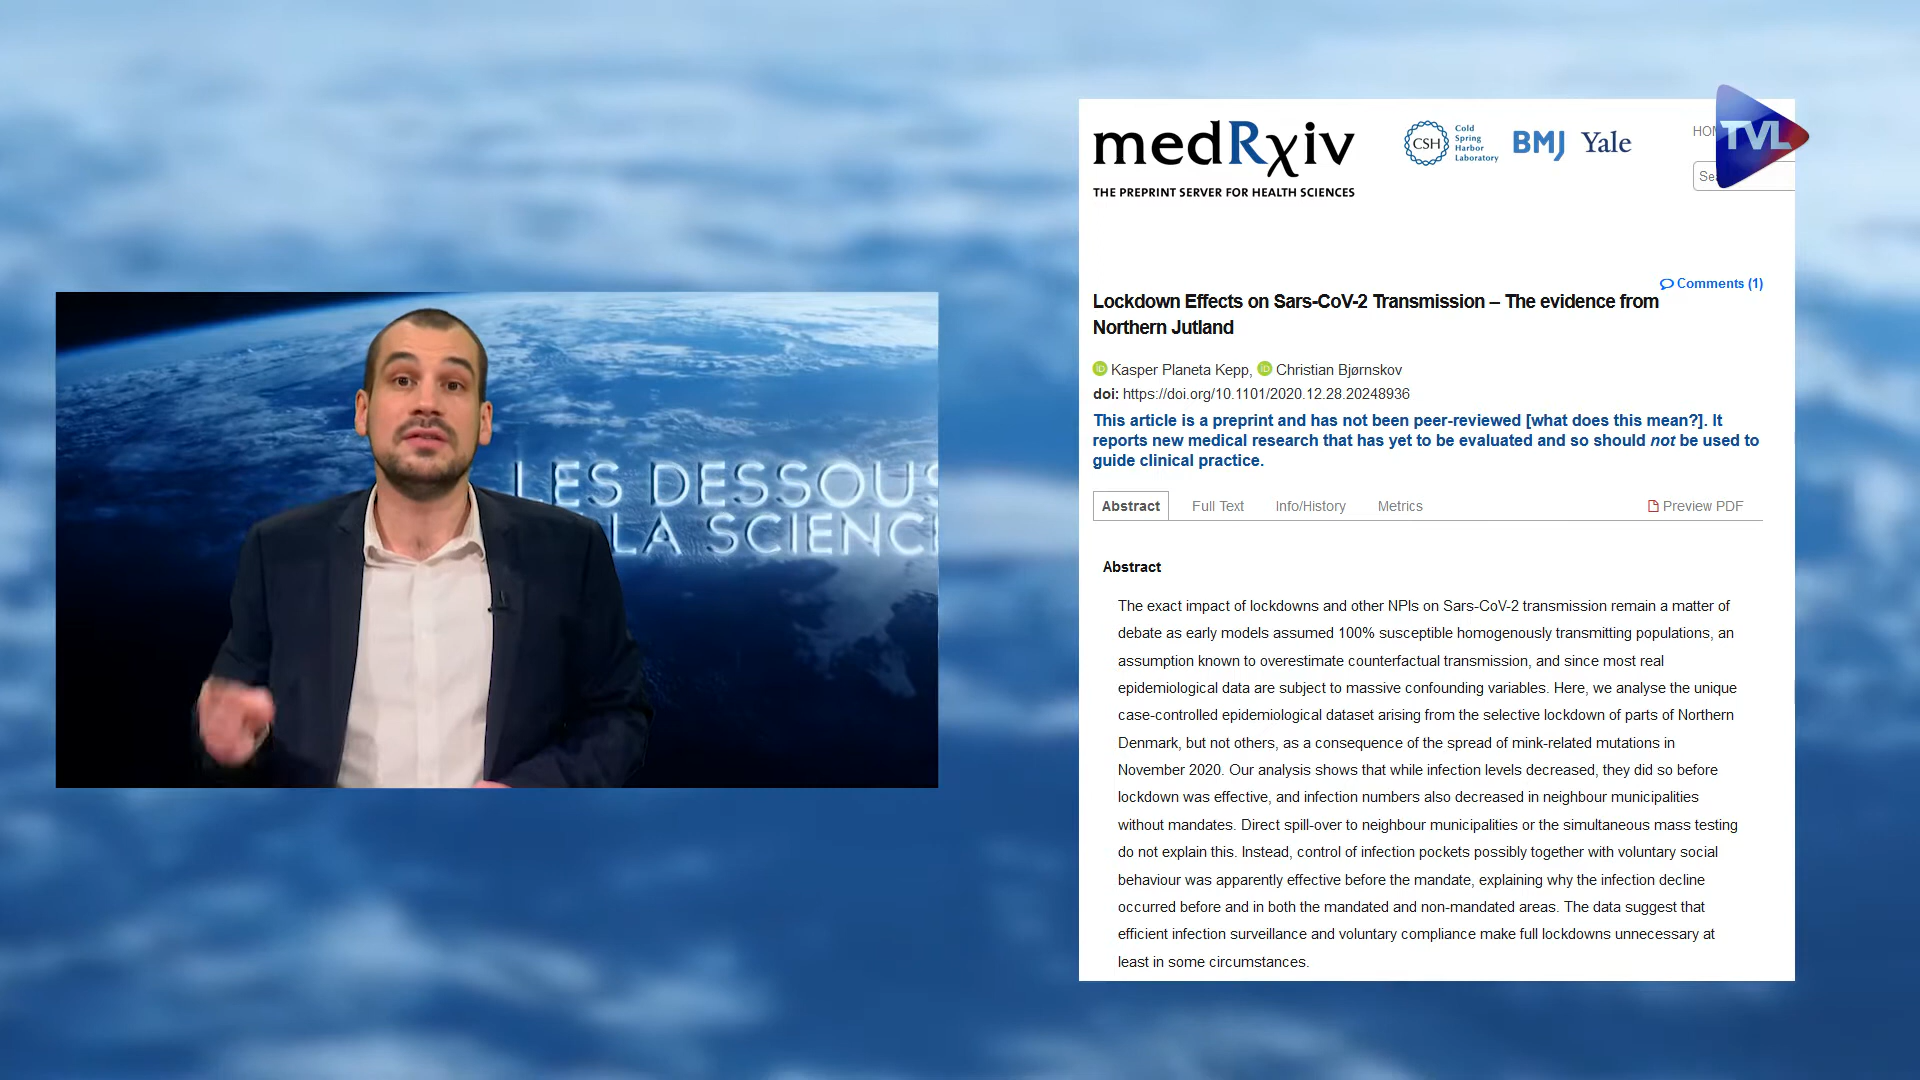 LES DESSOUS
LA SCIENC
medRχiv
THE PREPRINT SERVER FOR HEALTH SCIENCES
CSH
Cold
Spring
Harbor
Laboratory
BMJ
Yale
HOM
TVL
Sea
Comments (1)
Lockdown Effects on Sars-CoV-2 Transmission – The evidence from
Northern Jutland
iD Kasper Planeta Kepp, iD Christian Bjørnskov
doi: https://doi.org/10.1101/2020.12.28.20248936
This article is a preprint and has not been peer-reviewed [what does this mean?]. It
reports new medical research that has yet to be evaluated and so should not be used to
guide clinical practice.
Abstract Full Text Info/History Metrics Preview PDF
Abstract
The exact impact of lockdowns and other NPIs on Sars-CoV-2 transmission remain a matter of
debate as early models assumed 100% susceptible homogenously transmitting populations, an
assumption known to overestimate counterfactual transmission, and since most real
epidemiological data are subject to massive confounding variables. Here, we analyse the unique
case-controlled epidemiological dataset arising from the selective lockdown of parts of Northern
Denmark, but not others, as a consequence of the spread of mink-related mutations in
November 2020. Our analysis shows that while infection levels decreased, they did so before
lockdown was effective, and infection numbers also decreased in neighbour municipalities
without mandates. Direct spill-over to neighbour municipalities or the simultaneous mass testing
do not explain this. Instead, control of infection pockets possibly together with voluntary social
behaviour was apparently effective before the mandate, explaining why the infection decline
occurred before and in both the mandated and non-mandated areas. The data suggest that
efficient infection surveillance and voluntary compliance make full lockdowns unnecessary at
least in some circumstances.